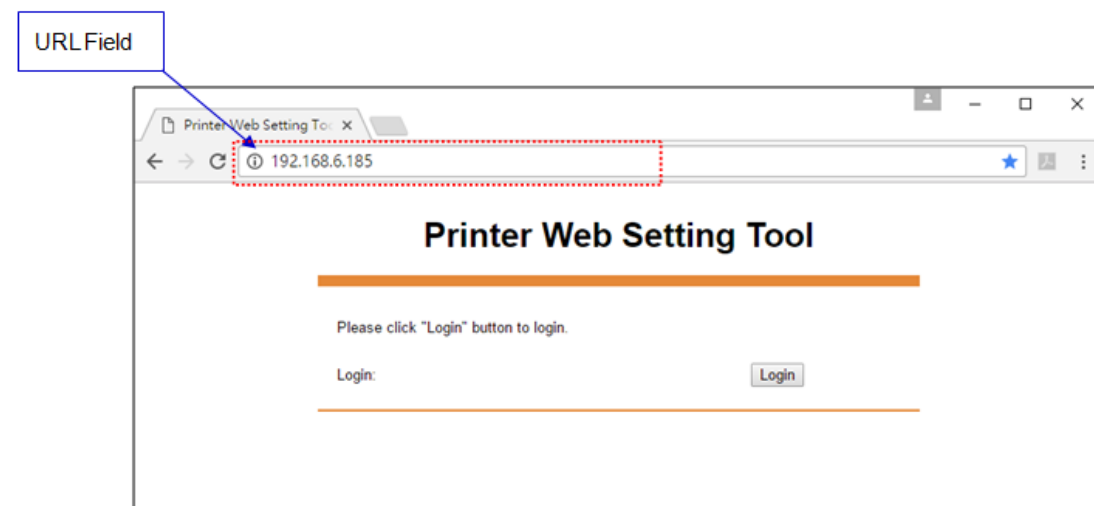 URL Field
Printer Web Setting To
192.168.6.185
Printer Web Setting Tool
Please click "Login" button to login.
Login:
Login